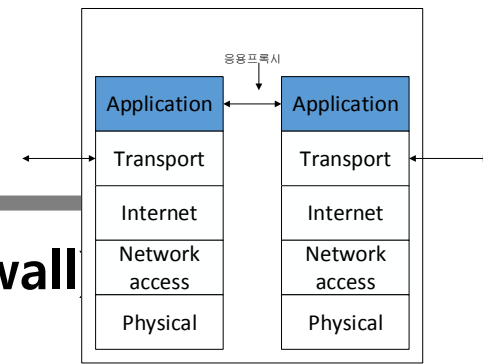 응용프록시
Application
Transport
Internet
Network
access
Physical
Application
Transport
Internet
Network
access
Physical
wall